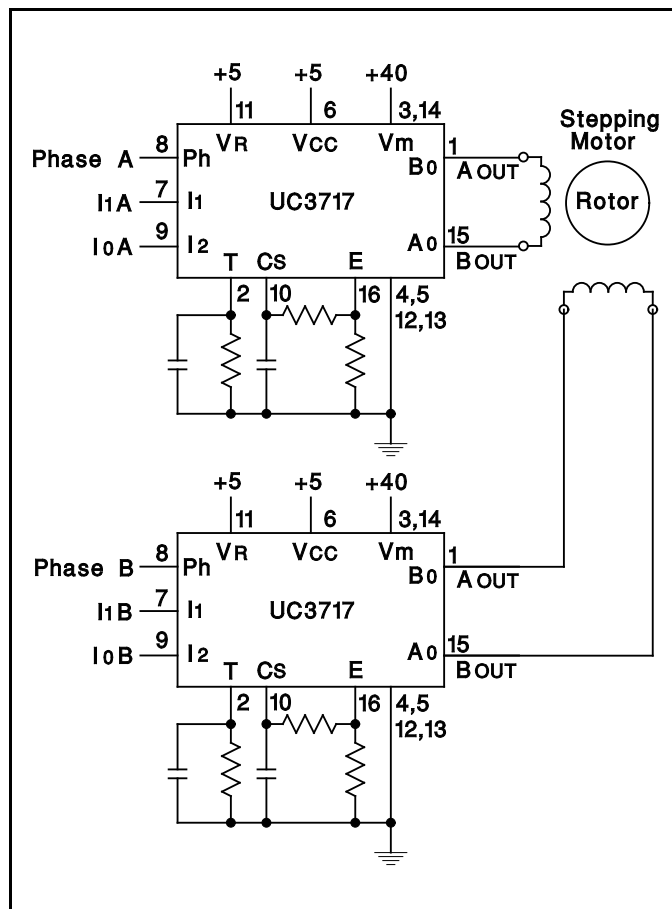 +5 +5 +40
11 6 3,14
VR VCC Vm
Stepping
Motor
Phase A 8 Ph
B0 1 A OUT
I1A 7 I1
UC3717
Rotor
I0A 9 I2
A0 15 B OUT
T CS E
2 10 16 4,5
12,13
+5 +5 +40
11 6 3,14
VR VCC Vm
Phase B 8 Ph
B0 1 A OUT
I1B 7 I1
UC3717
I0B 9 I2
A0 15 B OUT
T CS E
2 10 16 4,5
12,13